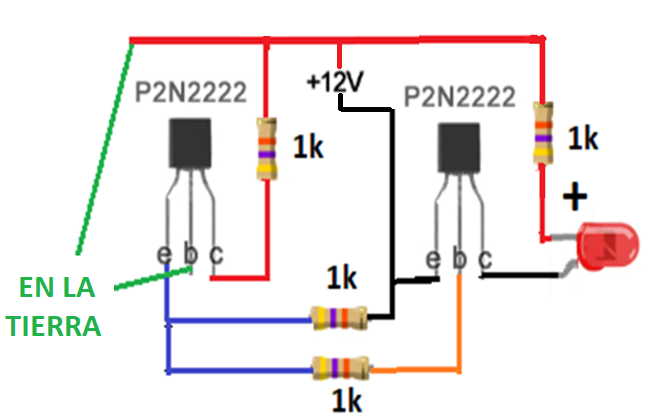 +12V
P2N2222
P2N2222
1k
1k
+
e b c
e b c
EN LA
TIERRA
1k
1k